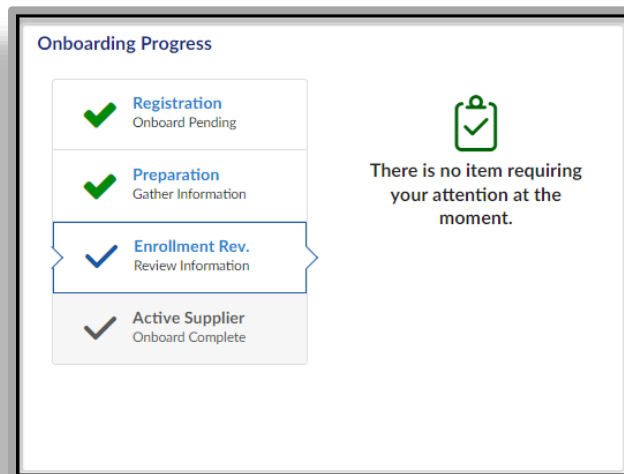 Onboarding Progress
Registration
Onboard Pending
Preparation
Gather Information
Enrollment Rev.
Review Information
Active Supplier
Onboard Complete
There is no item requiring
your attention at the
moment.